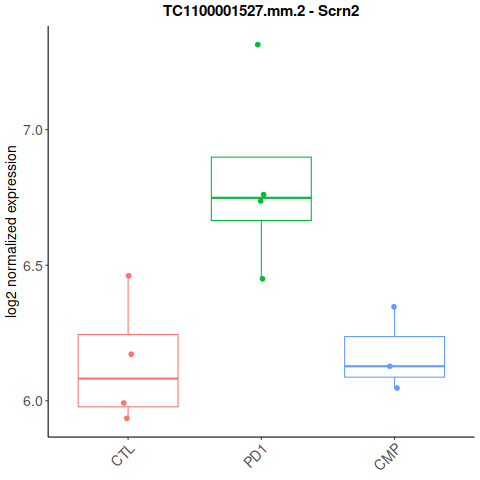 TC1100001527.mm.2 - Scrn2
log2 normalized expression
7.0
6.5
6.0
CTL
PD1
CMP